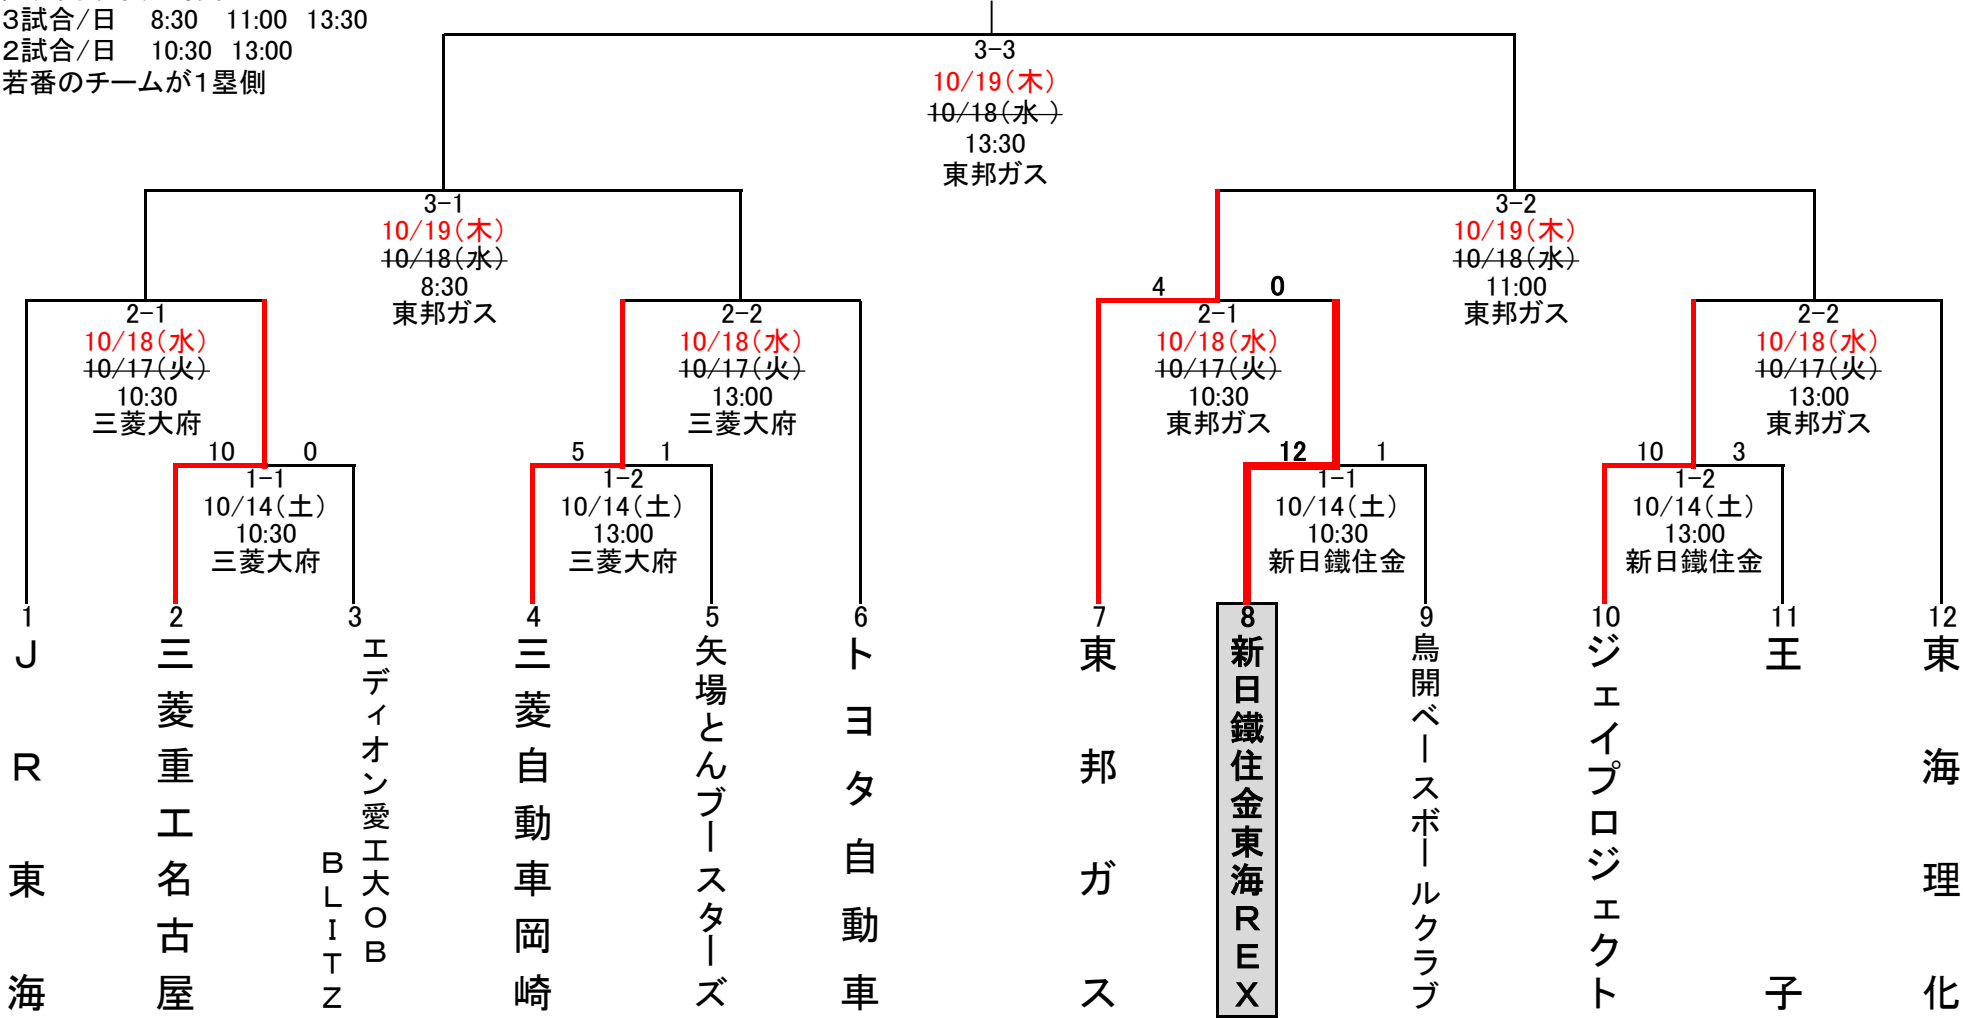 3試合/日 8:30 11:00 13:30
2試合/日 10:30 13:00
若番のチームが1塁側
3-3
10/19(木)
10/18(水 )
13:30
東邦ガス
3-1
10/19(木)
10/18(水)
8:30
東邦ガス
3-2
10/19(木)
10/18(水)
11:00
東邦ガス
2-1
10/18(水)
10/17(火)
10:30
三菱大府
2-2
10/18(水)
10/17(火)
13:00
三菱大府
4 0
2-1
10/18(水)
10/17(火)
10:30
東邦ガス
2-2
10/18(水)
10/17(火)
13:00
東邦ガス
10 0
1-1
10/14(土)
10:30
三菱大府
5 1
1-2
10/14(土)
13:00
三菱大府
12 1
1-1
10/14(土)
10:30
新日鐵住金
10 3
1-2
10/14(土)
13:00
新日鐵住金
1
JR東海
2
三菱重工名古屋
3
エディオン愛工大OB
BLITZ
4
三菱自動車岡崎
5
矢場とんブースターズ
6
トヨタ自動車
7
東邦ガス
8
新日鐵住金東海REX
9
鳥開ベースボールクラブ
10
ジェイプロジェクト
11
王子
12
東海理化